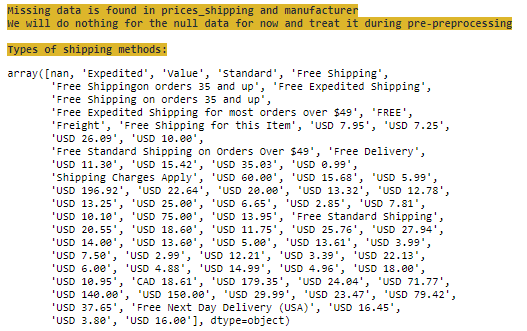 Missing data is found in prices_shipping and manufacturer
We will do nothing for the null data for now and treat it during pre-preprocessing
Types of shipping methods:
array([nan, 'Expedited', 'Value', 'Standard', 'Free Shipping',
'Free Shippingon orders 35 and up', 'Free Expedited Shipping',
'Free Shipping on orders 35 and up',
'Free Expedited Shipping for most orders over $49', 'FREE',
'Freight', 'Free Shipping for this Item', 'USD 7.95', 'USD 7.25',
'USD 26.09', 'USD 10.00',
'Free Standard Shipping on Orders Over $49', 'Free Delivery',
'USD 11.30', 'USD 15.42', 'USD 35.03', 'USD 0.99',
'Shipping Charges Apply', 'USD 60.00', 'USD 15.68', 'USD 5.99',
'USD 196.92', 'USD 22.64', 'USD 20.00', 'USD 13.32', 'USD 12.78',
'USD 13.25', 'USD 25.00', 'USD 6.65', 'USD 2.85', 'USD 7.81',
'USD 10.10', 'USD 75.00', 'USD 13.95', 'Free Standard Shipping',
'USD 20.55', 'USD 18.60', 'USD 11.75', 'USD 25.76', 'USD 27.94',
'USD 14.00', 'USD 13.60', 'USD 5.00', 'USD 13.61', 'USD 3.99',
'USD 7.50', 'USD 2.99', 'USD 12.21', 'USD 3.39', 'USD 22.13',
'USD 6.00', 'USD 4.88', 'USD 14.99', 'USD 4.96', 'USD 18.00',
'USD 10.95', 'CAD 18.61', 'USD 179.35', 'USD 24.04', 'USD 71.77',
'USD 140.00', 'USD 150.00', 'USD 29.99', 'USD 23.47', 'USD 79.42',
'USD 37.65', 'Free Next Day Delivery (USA)', 'USD 16.45',
'USD 3.80', 'USD 16.00'], dtype=object)